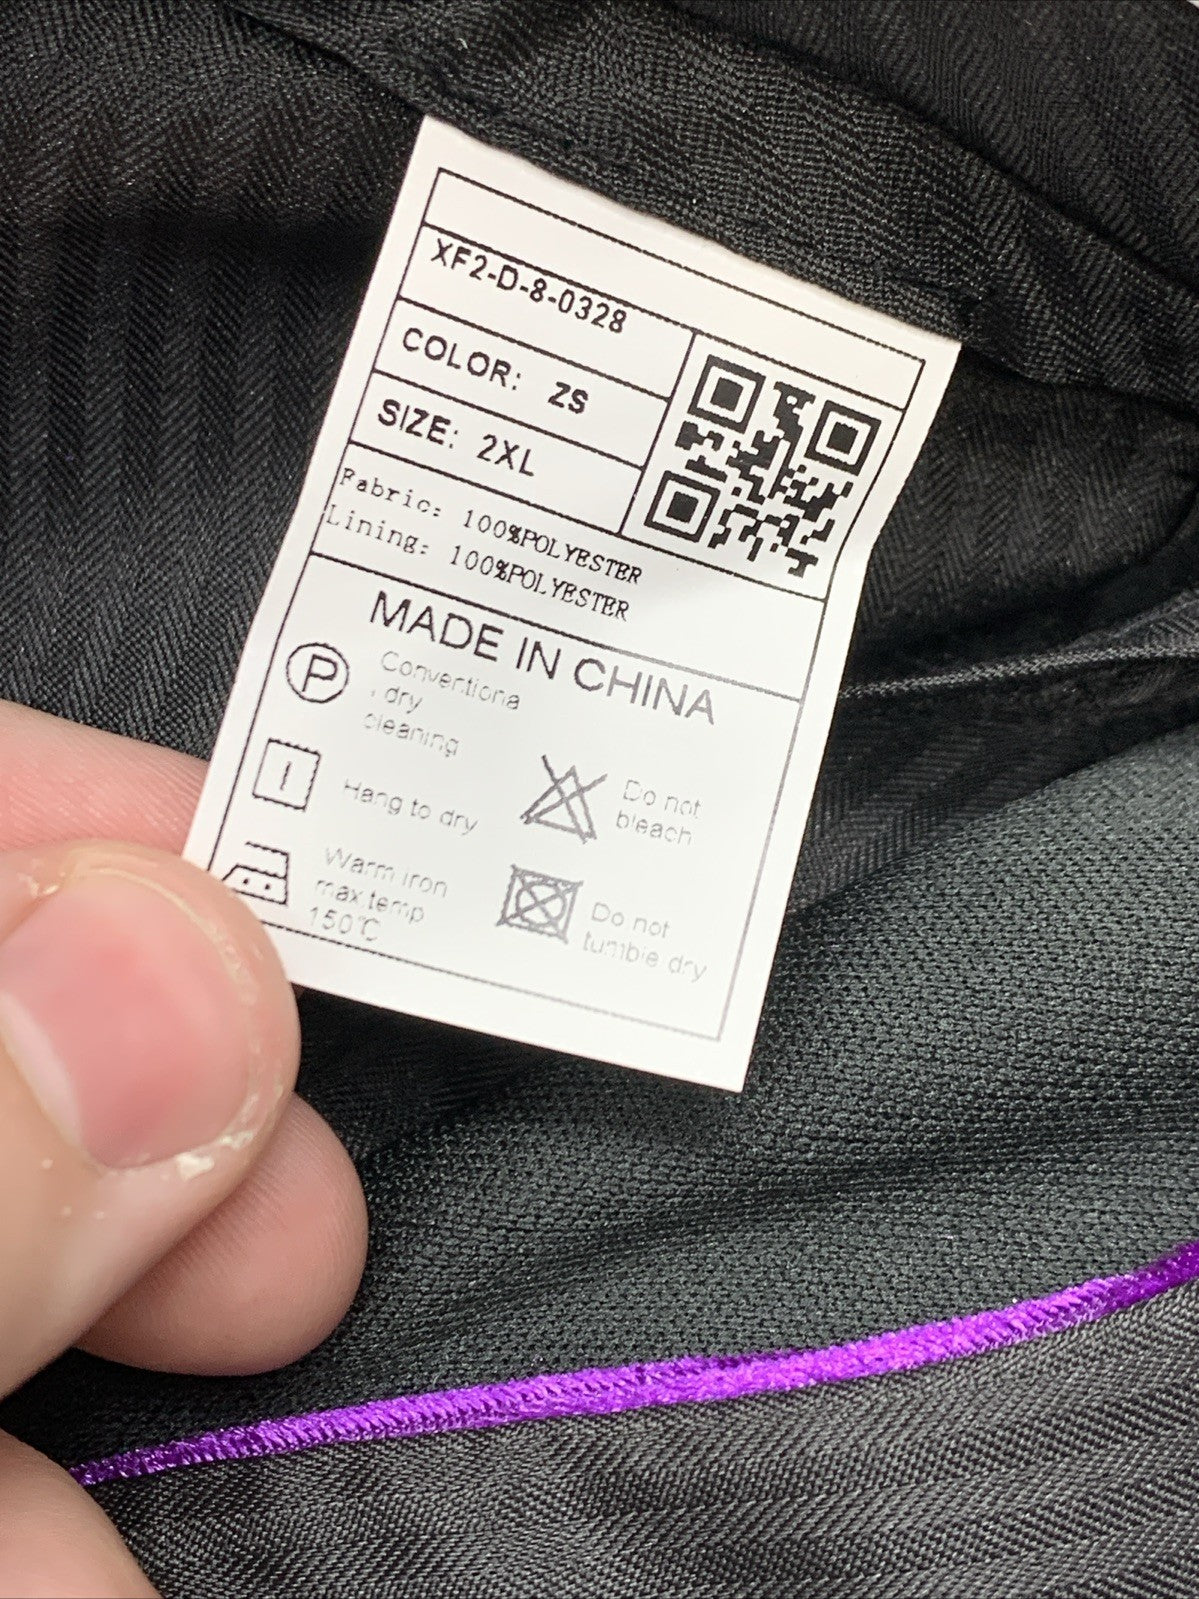 XF2-D-8-0328
COLOR: ZS
SIZE: 2XL
Fabric: 100%POLYESTER
Lining: 100%POLYESTER
MADE IN CHINA
P
Conventiona
l dry
cleaning
Hang to dry
Do not
bleach
Warm iron
max.temp
150℃
Do not
tumble dry